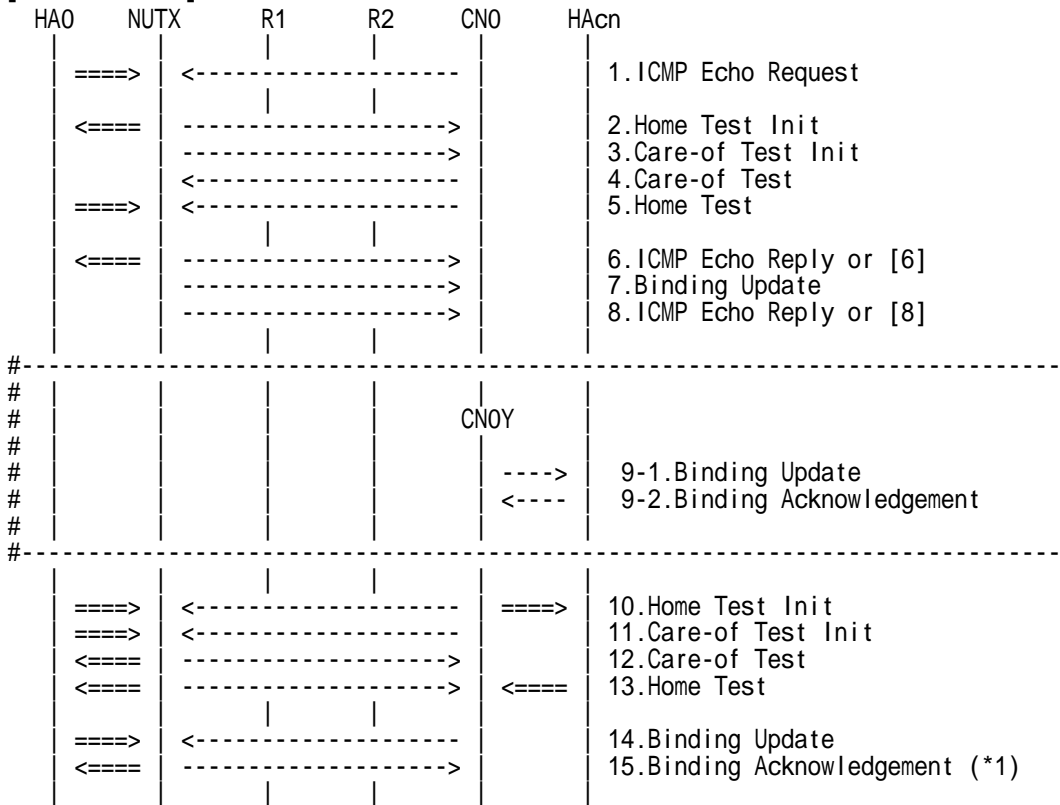 HA0 NUTX R1 R2 CN0 HAcn
| | | | | |
| ====> | <-------------------- | | 1.ICMP Echo Request
| | | | | |
| <==== | --------------------> | | 2.Home Test Init
| | --------------------> | | 3.Care-of Test Init
| | <-------------------- | | 4.Care-of Test
| ====> | <-------------------- | | 5.Home Test
| | | | | |
| <==== | --------------------> | | 6.ICMP Echo Reply or [6]
| | --------------------> | | 7.Binding Update
| | --------------------> | | 8.ICMP Echo Reply or [8]
| | | | | |
#------------------------------------------------------------------------------
# | | | | | |
# | | | | CN0Y |
# | | | | | |
# | | | | | ----> | 9-1.Binding Update
# | | | | | <---- | 9-2.Binding Acknowledgement
# | | | | | |
#------------------------------------------------------------------------------
| | | | | |
| ====> | <-------------------- | ====> | 10.Home Test Init
| ====> | <-------------------- | | 11.Care-of Test Init
| <==== | --------------------> | | 12.Care-of Test
| <==== | --------------------> | <==== | 13.Home Test
| | | | | |
| ====> | <-------------------- | | 14.Binding Update
| <==== | --------------------> | | 15.Binding Acknowledgement (*1)
| | | | | |